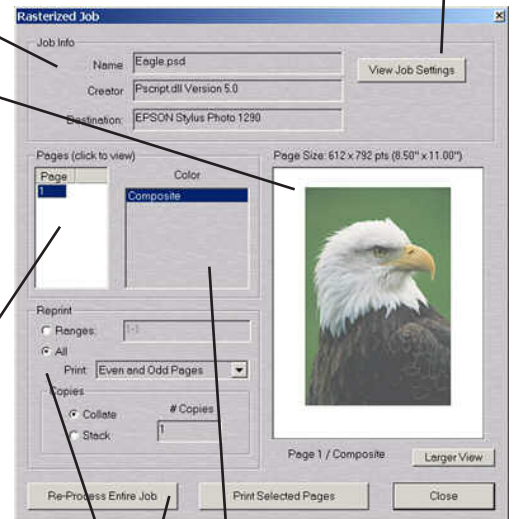 Rasterized Job
Job Info
Name Eagle.psd
View Job Settings
Creator Pscript.dll Version 5.0
Destination: EPSON Stylus Photo 1290
Pages (click to view)
Page Size: 612 x 792 pts (8.50" x 11.00")
Page
Color
1
Composite
Reprint
Ranges: 1-1
All
Print: Even and Odd Pages
Copies
Collate
# Copies
Stack
1
Page 1 / Composite
Larger View
Re-Process Entire Job
Print Selected Pages
Close